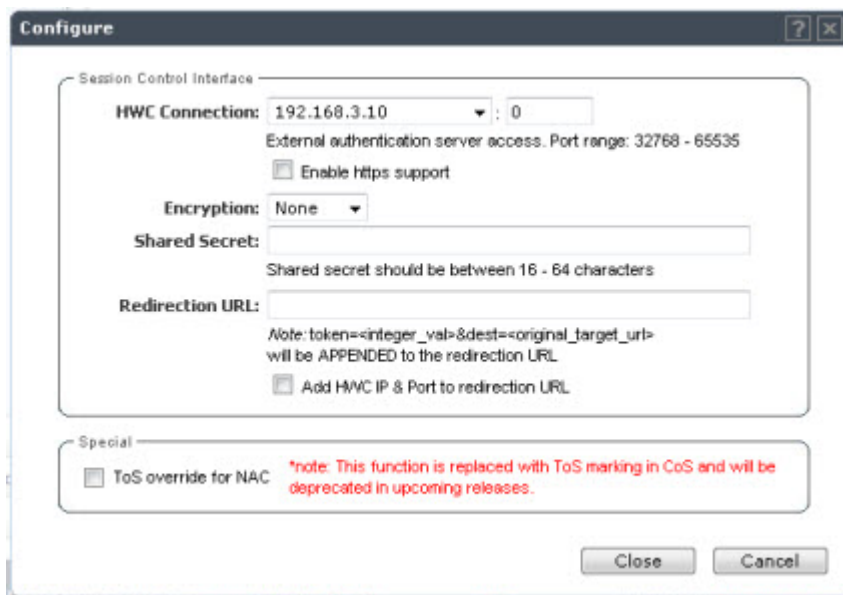 Configure ? ×
Session Control Interface
HWC Connection: 192.168.3.10 : 0
External authentication server access. Port range: 32768 - 65535
Enable https support
Encryption: None
Shared Secret:
Shared secret should be between 16 - 64 characters
Redirection URL:
Note: token=<integer_val>&dest=<original_target_url>
will be APPENDED to the redirection URL
Add HWC IP & Port to redirection URL
Special
ToS override for NAC
*note: This function is replaced with ToS marking in CoS and will be
deprecated in upcoming releases.
Close Cancel